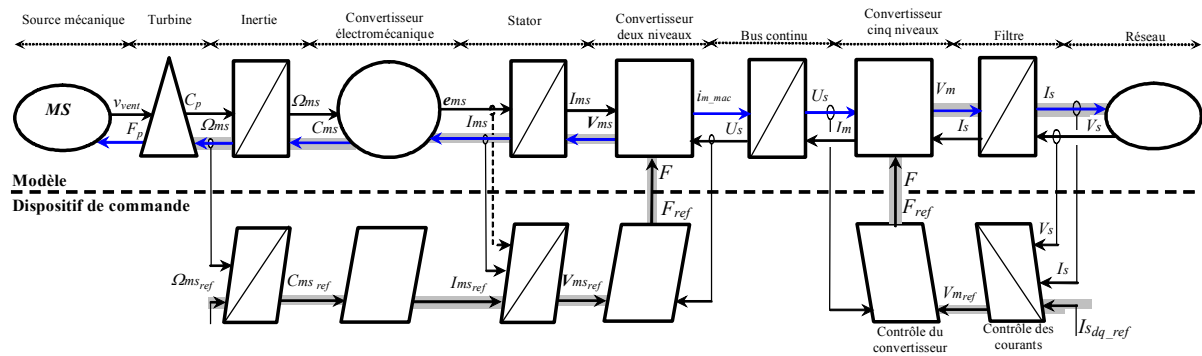 Source mécanique
Turbine
Inertie
Convertisseur
électromécanique
Stator
Convertisseur
deux niveaux
Bus continu
Convertisseur
cinq niveaux
Filtre
Réseau
MS
v_vent
F_p
C_p
Ωms
Ωms
Cms
ems
Ims
Ims
Vms
i_m_mac
Us
Us
Im
Vm
Is
Is
Vs
Modèle
Dispositif de commande
F
F_ref
F
F_ref
Ωms_ref
Cms_ref
Ims_ref
Vms_ref
Vm_ref
Vs
Is
Is_dq_ref
Contrôle du
convertisseur
Contrôle des
courants